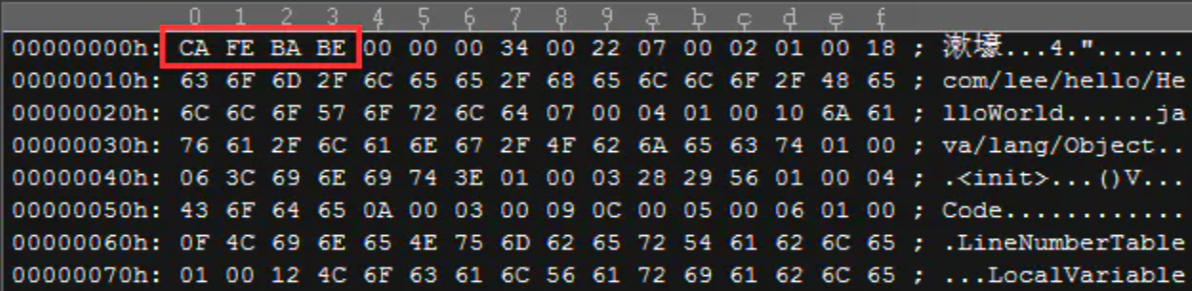 0 1 2 3 4 5 6 7 8 9 a b c d e f
00000000h: CA FE BA BE 00 00 00 34 00 22 07 00 02 01 00 18 ; 漱壕...4."......
00000010h: 63 6F 6D 2F 6C 65 65 2F 68 65 6C 6C 6F 2F 48 65 ; com/lee/hello/He
00000020h: 6C 6C 6F 57 6F 72 6C 64 07 00 04 01 00 10 6A 61 ; lloWorld......ja
00000030h: 76 61 2F 6C 61 6E 67 2F 4F 62 6A 65 63 74 01 00 ; va/lang/Object..
00000040h: 06 3C 69 6E 69 74 3E 01 00 03 28 29 56 01 00 04 ; .<init>...()V...
00000050h: 43 6F 64 65 0A 00 03 00 09 0C 00 05 00 06 01 00 ; Code............
00000060h: 0F 4C 69 6E 65 4E 75 6D 62 65 72 54 61 62 6C 65 ; .LineNumberTable
00000070h: 01 00 12 4C 6F 63 61 6C 56 61 72 69 61 62 6C 65 ; ...LocalVariable